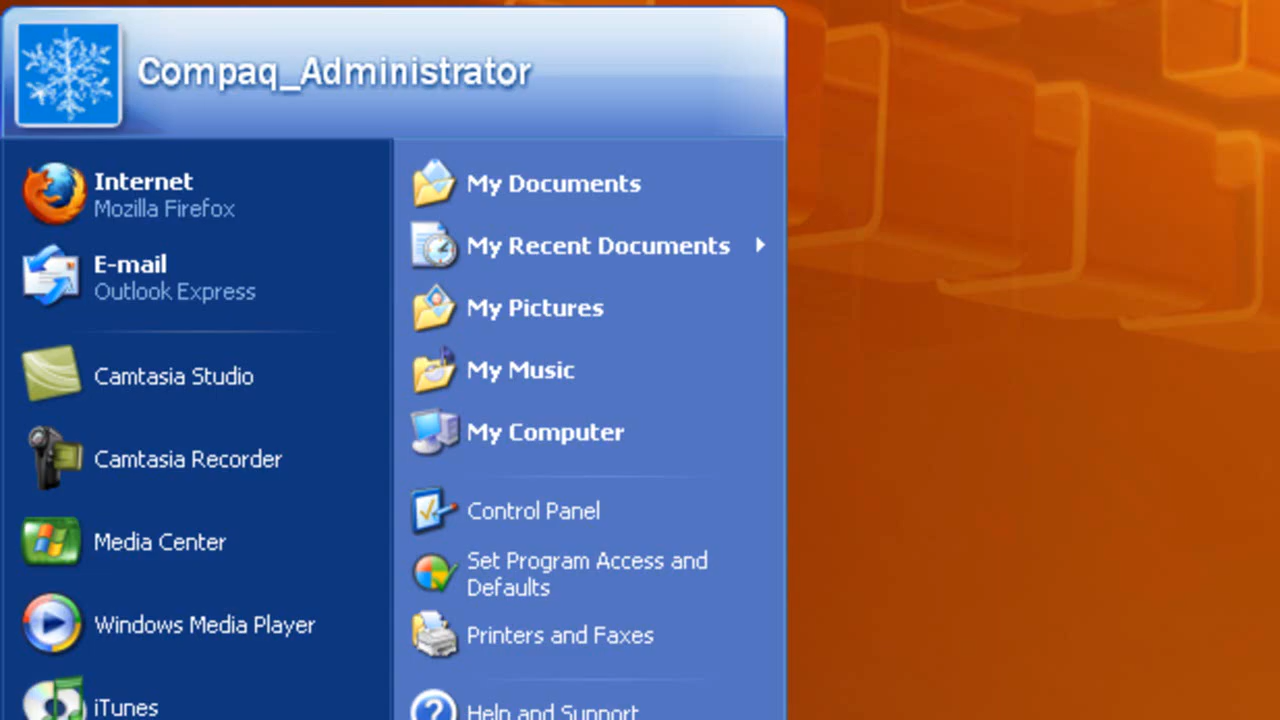 Compaq_Administrator
Internet
Mozilla Firefox
E-mail
Outlook Express
Camtasia Studio
Camtasia Recorder
Media Center
Windows Media Player
iTunes
My Documents
My Recent Documents
My Pictures
My Music
My Computer
Control Panel
Set Program Access and
Defaults
Printers and Faxes
Help and Support